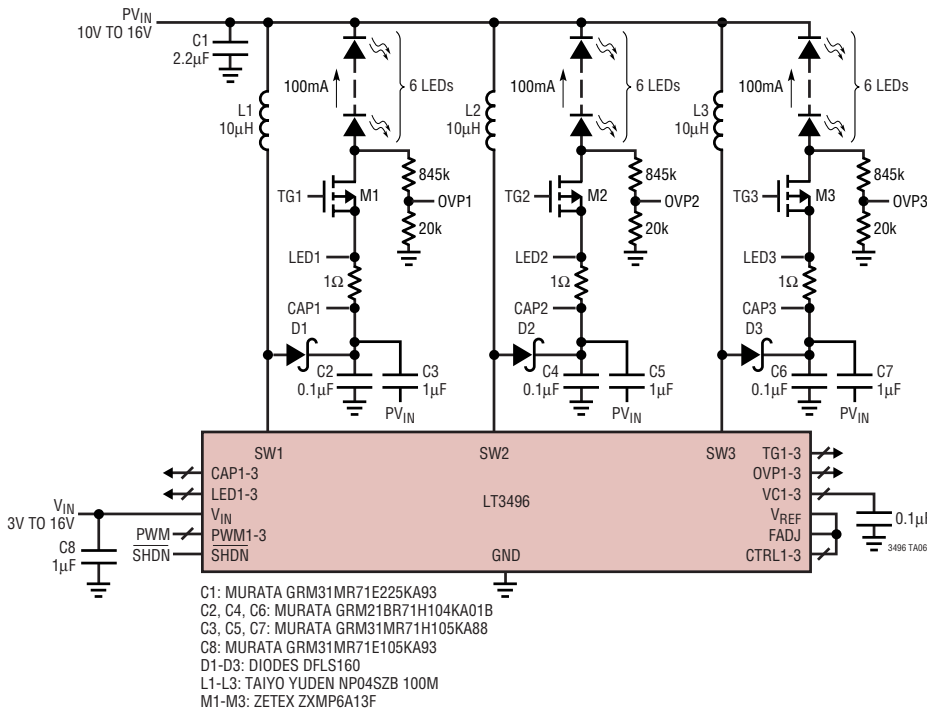 PVIN
10V TO 16V
C1
2.2µF
100mA
6 LEDs
100mA
6 LEDs
100mA
6 LEDs
L1
10µH
L2
10µH
L3
10µH
845k
845k
845k
TG1
M1
OVP1
TG2
M2
OVP2
TG3
M3
OVP3
20k
20k
20k
LED1
LED2
LED3
1Ω
1Ω
1Ω
CAP1
CAP2
CAP3
D1
D2
D3
C2
0.1µF
C3
1µF
C4
0.1µF
C5
1µF
C6
0.1µF
C7
1µF
PVIN
PVIN
PVIN
SW1
SW2
SW3
TG1-3
CAP1-3
OVP1-3
LED1-3
LT3496
VC1-3
VIN
3V TO 16V
VIN
VREF
0.1µF
PWM
PWM1-3
FADJ
3496 TA06
C8
1µF
SHDN
SHDN
GND
CTRL1-3
C1: MURATA GRM31MR71E225KA93
C2, C4, C6: MURATA GRM21BR71H104KA01B
C3, C5, C7: MURATA GRM31MR71H105KA88
C8: MURATA GRM31MR71E105KA93
D1-D3: DIODES DFLS160
L1-L3: TAIYO YUDEN NP04SZB 100M
M1-M3: ZETEX ZXMP6A13F